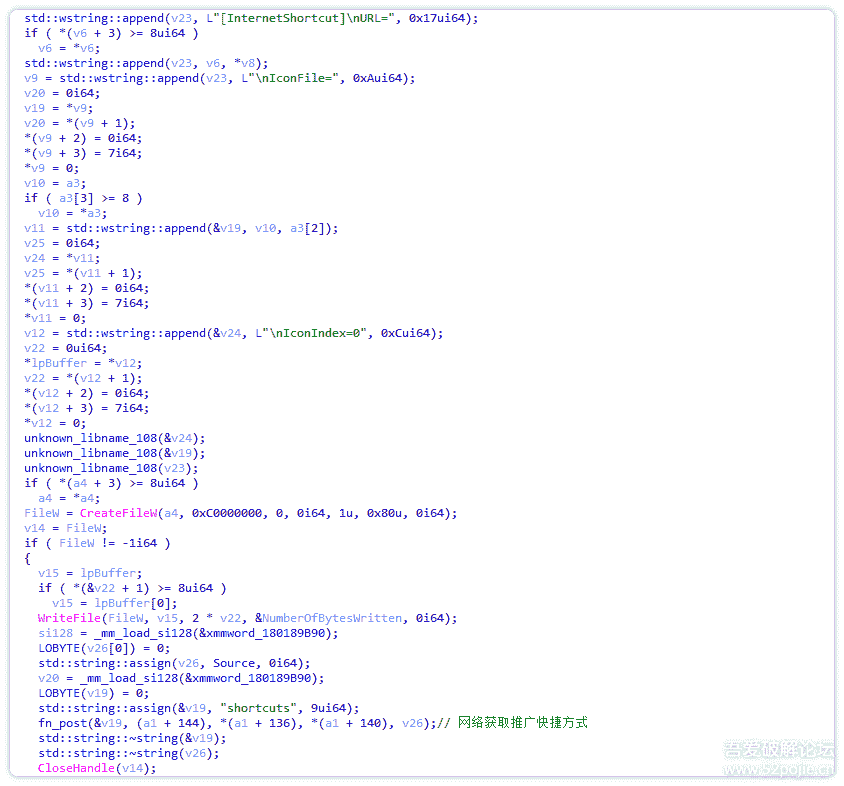 std::wstring::append(v23, L"[InternetShortcut]\nURL=", 0x17ui64);
if ( *(v6 + 3) >= 8ui64 )
v6 = *v6;
std::wstring::append(v23, v6, *v8);
v9 = std::wstring::append(v23, L"\nIconFile=", 0xAui64);
v20 = 0i64;
v19 = *v9;
v20 = *(v9 + 1);
*(v9 + 2) = 0i64;
*(v9 + 3) = 7i64;
*v9 = 0;
v10 = a3;
if ( a3[3] >= 8 )
v10 = *a3;
v11 = std::wstring::append(&v19, v10, a3[2]);
v25 = 0i64;
v24 = *v11;
v25 = *(v11 + 1);
*(v11 + 2) = 0i64;
*(v11 + 3) = 7i64;
*v11 = 0;
v12 = std::wstring::append(&v24, L"\nIconIndex=0", 0xCui64);
v22 = 0ui64;
*lpBuffer = *v12;
v22 = *(v12 + 1);
*(v12 + 2) = 0i64;
*(v12 + 3) = 7i64;
*v12 = 0;
unknown_libname_108(&v24);
unknown_libname_108(&v19);
unknown_libname_108(v23);
if ( *(a4 + 3) >= 8ui64 )
a4 = *a4;
FileW = CreateFileW(a4, 0xC0000000, 0, 0i64, 1u, 0x80u, 0i64);
v14 = FileW;
if ( FileW != -1i64 )
{
v15 = lpBuffer;
if ( *(&v22 + 1) >= 8ui64 )
v15 = lpBuffer[0];
WriteFile(FileW, v15, 2 * v22, &NumberOfBytesWritten, 0i64);
si128 = _mm_load_si128(&xmmword_180189B90);
LOBYTE(v26[0]) = 0;
std::string::assign(v26, Source, 0i64);
v20 = _mm_load_si128(&xmmword_180189B90);
LOBYTE(v19) = 0;
std::string::assign(&v19, "shortcuts", 9ui64);
fn_post(&v19, (a1 + 144), *(a1 + 136), *(a1 + 140), v26);// 网络获取推广快捷方式
std::string::~string(&v19);
std::string::~string(v26);
CloseHandle(v14);
吾爱破解论坛
www.52pojie.cn